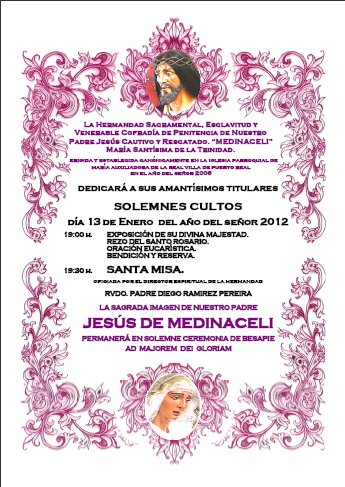 La Hermandad Sacramental, Esclavitud y
Venerable Cofradía de Penitencia de Nuestro
Padre Jesús Cautivo y Rescatado. "MEDINACELI"
María Santísima de la Trinidad.
erigida y establecida canónicamente en la iglesia parroquial de
maría auxiliadora de la real villa de puerto real
en el año del señor 2006
DEDICARÁ A SUS AMANTÍSIMOS TITULARES
SOLEMNES CULTOS
DÍA 13 DE ENERO DEL AÑO DEL SEÑOR 2012
19:00 H. EXPOSICIÓN DE SU DIVINA MAJESTAD.
REZO DEL SANTO ROSARIO.
ORACIÓN EUCARÍSTICA.
BENDICIÓN Y RESERVA.
19:30 H. SANTA MISA.
OFICIADA POR EL DIRECTOR ESPIRITUAL DE LA HERMANDAD
RVDO. PADRE DIEGO RAMIREZ PEREIRA
LA SAGRADA IMAGEN DE NUESTRO PADRE
JESÚS DE MEDINACELI
PERMANERÁ EN SOLEMNE CEREMONIA DE BESAPIE
AD MAJOREM DEI GLORIAM